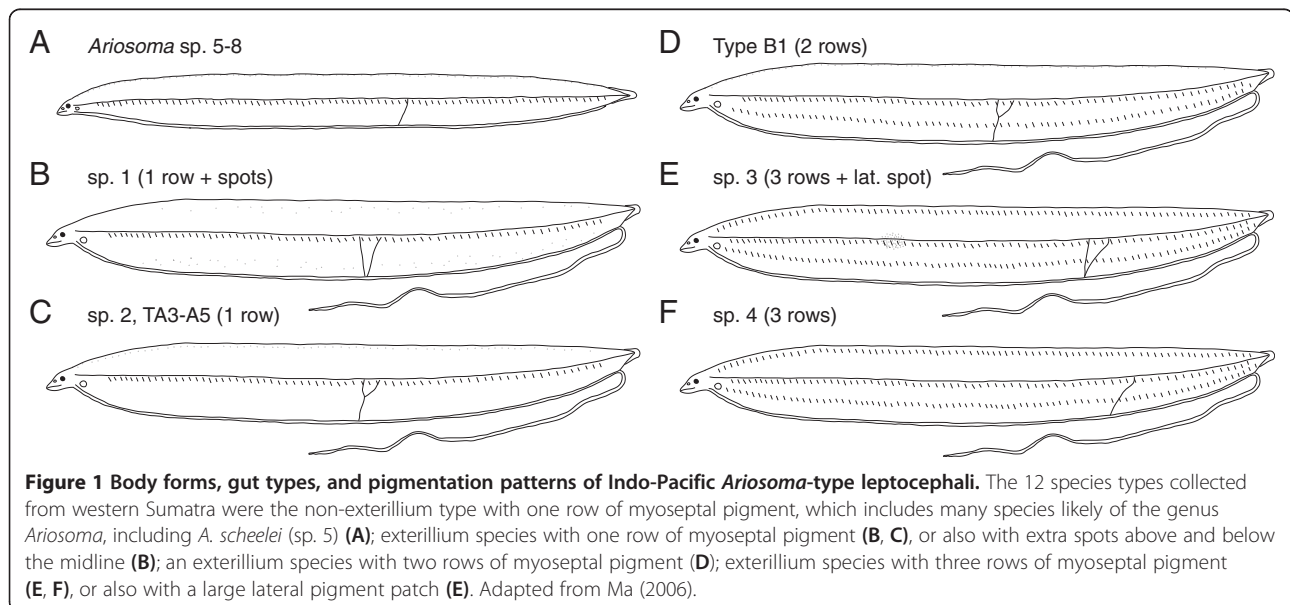 A Ariosoma sp. 5-8
B sp. 1 (1 row + spots)
C sp. 2, TA3-A5 (1 row)
D Type B1 (2 rows)
E sp. 3 (3 rows + lat. spot)
F sp. 4 (3 rows)
Figure 1 Body forms, gut types, and pigmentation patterns of Indo-Pacific Ariosoma-type leptocephali. The 12 species types collected
from western Sumatra were the non-exterillium type with one row of myoseptal pigment, which includes many species likely of the genus
Ariosoma, including A. scheelei (sp. 5) (A); exterillium species with one row of myoseptal pigment (B, C), or also with extra spots above and below
the midline (B); an exterillium species with two rows of myoseptal pigment (D); exterillium species with three rows of myoseptal pigment
(E, F), or also with a large lateral pigment patch (E). Adapted from Ma (2006).